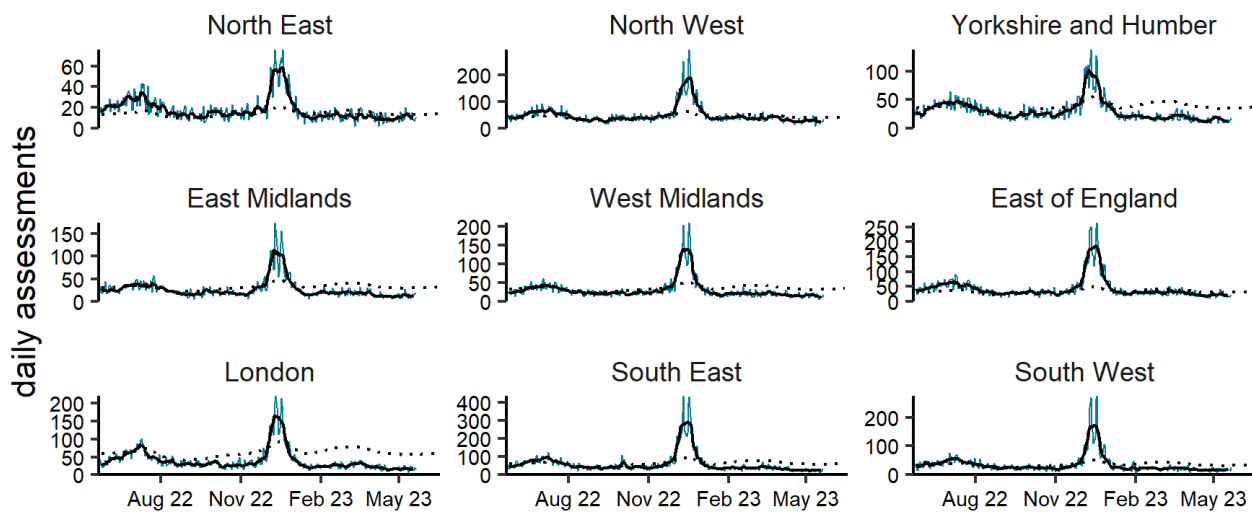 North East
North West
Yorkshire and Humber
60
40
20
0
200
100
0
100
50
0
daily assessments
East Midlands
West Midlands
East of England
150
100
50
0
200
150
100
50
0
250
200
150
100
50
0
London
South East
South West
200
150
100
50
0
400
300
200
100
0
200
100
0
Aug 22 Nov 22 Feb 23 May 23
Aug 22 Nov 22 Feb 23 May 23
Aug 22 Nov 22 Feb 23 May 23